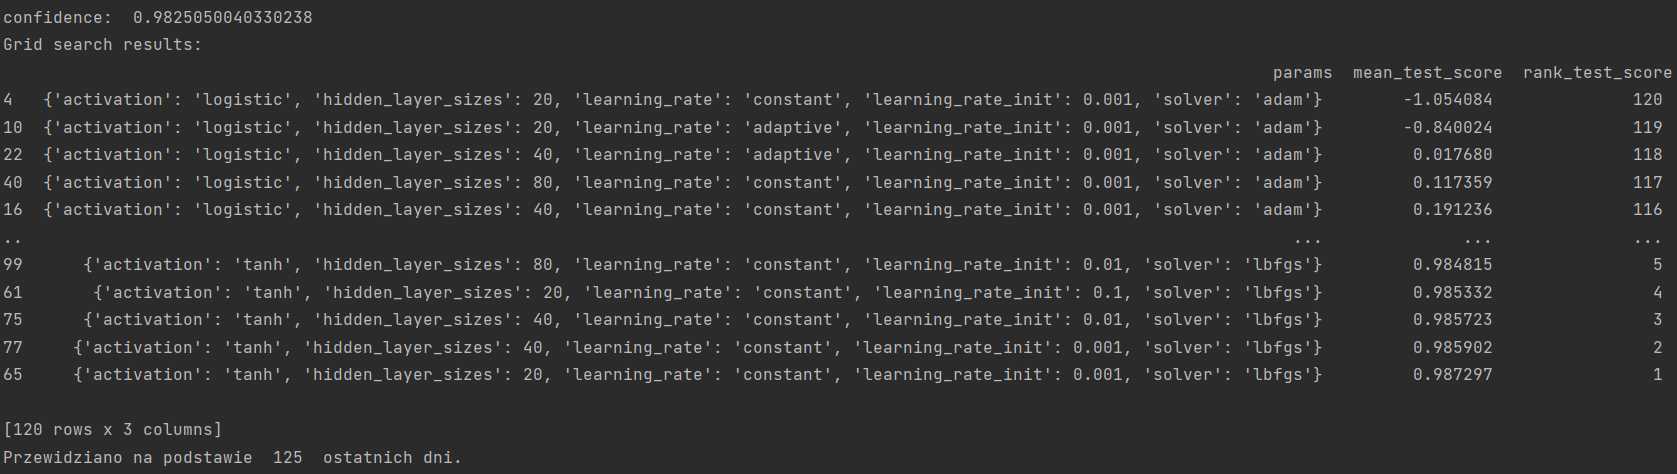 confidence:  0.9825050040330238
Grid search results:
params  mean_test_score  rank_test_score
4   {'activation': 'logistic', 'hidden_layer_sizes': 20, 'learning_rate': 'constant', 'learning_rate_init': 0.001, 'solver': 'adam'}  -1.054084  120
10  {'activation': 'logistic', 'hidden_layer_sizes': 20, 'learning_rate': 'adaptive', 'learning_rate_init': 0.001, 'solver': 'adam'}  -0.840024  119
22  {'activation': 'logistic', 'hidden_layer_sizes': 40, 'learning_rate': 'adaptive', 'learning_rate_init': 0.001, 'solver': 'adam'}  0.017680  118
40  {'activation': 'logistic', 'hidden_layer_sizes': 80, 'learning_rate': 'constant', 'learning_rate_init': 0.001, 'solver': 'adam'}  0.117359  117
16  {'activation': 'logistic', 'hidden_layer_sizes': 40, 'learning_rate': 'constant', 'learning_rate_init': 0.001, 'solver': 'adam'}  0.191236  116
..  ...  ...  ...
99  {'activation': 'tanh', 'hidden_layer_sizes': 80, 'learning_rate': 'constant', 'learning_rate_init': 0.01, 'solver': 'lbfgs'}  0.984815  5
61  {'activation': 'tanh', 'hidden_layer_sizes': 20, 'learning_rate': 'constant', 'learning_rate_init': 0.1, 'solver': 'lbfgs'}  0.985332  4
75  {'activation': 'tanh', 'hidden_layer_sizes': 40, 'learning_rate': 'constant', 'learning_rate_init': 0.01, 'solver': 'lbfgs'}  0.985723  3
77  {'activation': 'tanh', 'hidden_layer_sizes': 40, 'learning_rate': 'constant', 'learning_rate_init': 0.001, 'solver': 'lbfgs'}  0.985902  2
65  {'activation': 'tanh', 'hidden_layer_sizes': 20, 'learning_rate': 'constant', 'learning_rate_init': 0.001, 'solver': 'lbfgs'}  0.987297  1
[120 rows x 3 columns]
Przewidziano na podstawie  125  ostatnich dni.